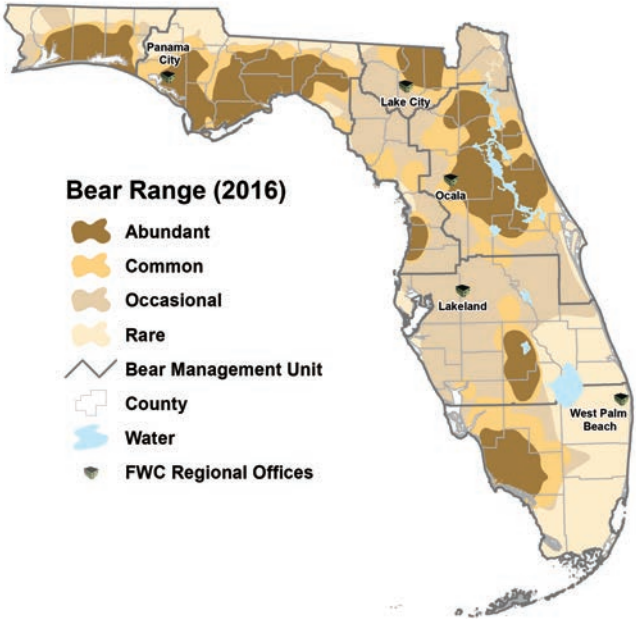 Panama
City
Lake City
Ocala
Bear Range (2016)
Abundant
Common
Occasional
Rare
Bear Management Unit
County
Water
FWC Regional Offices
Lakeland
West Palm
Beach